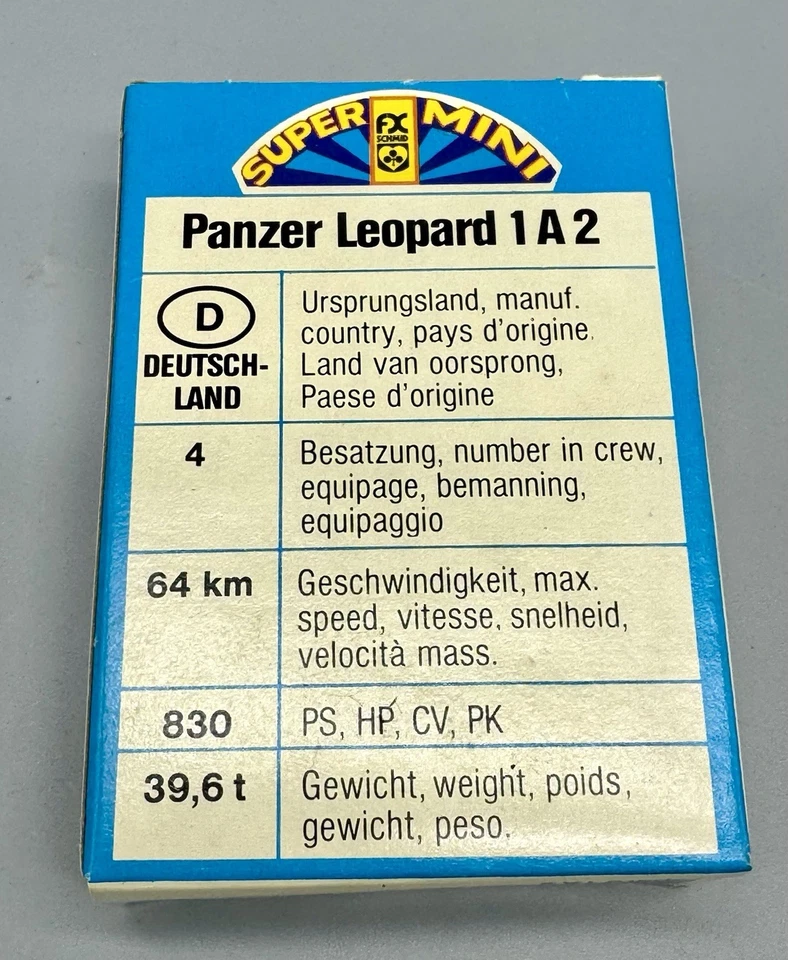 SUPER FX SCHMID MINI
Panzer Leopard 1 A 2
D
DEUTSCH-
LAND
Ursprungsland, manuf.
country, pays d'origine,
Land van oorsprong,
Paese d'origine
4
Besatzung, number in crew,
equipage, bemanning,
equipaggio
64 km
Geschwindigkeit, max.
speed, vitesse, snelheid,
velocità mass.
830
PS, HP, CV, PK
39,6 t
Gewicht, weight, poids,
gewicht, peso.